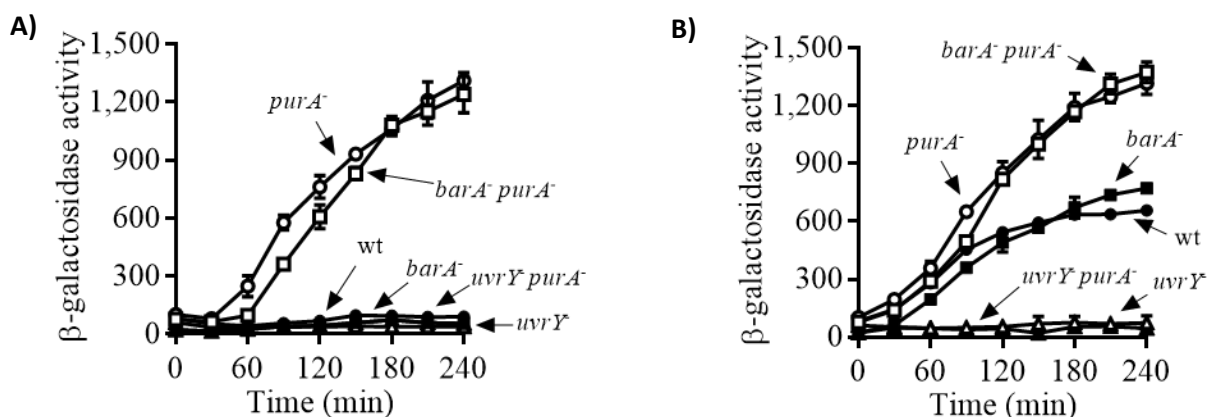 A)
β-galactosidase activity
1,500
1,200
900
600
300
0
purA⁻
barA⁻ purA⁻
wt
barA⁻
uvrY⁻ purA⁻
uvrY⁻
0 60 120 180 240
Time (min)
B)
β-galactosidase activity
1,500
1,200
900
600
300
0
barA⁻ purA⁻
purA⁻
barA⁻
wt
uvrY⁻ purA⁻
uvrY⁻
0 60 120 180 240
Time (min)